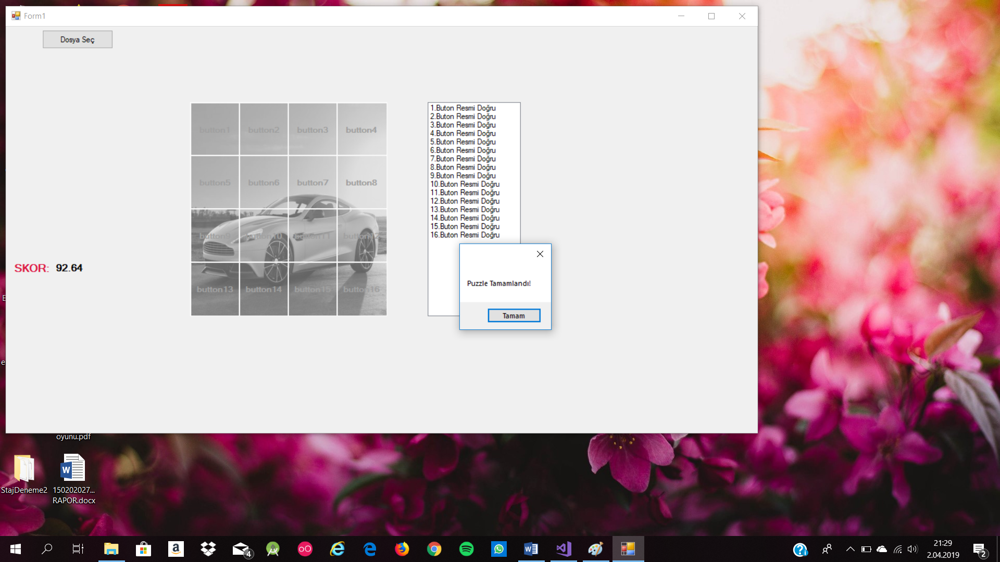 Form1
Dosya Seç
button1 button2 button3 button4
button5 button6 button7 button8
button9 button10 button11 button12
button13 button14 button15 button16
SKOR: 92.64
1.Buton Resmi Doğru
2.Buton Resmi Doğru
3.Buton Resmi Doğru
4.Buton Resmi Doğru
5.Buton Resmi Doğru
6.Buton Resmi Doğru
7.Buton Resmi Doğru
8.Buton Resmi Doğru
9.Buton Resmi Doğru
10.Buton Resmi Doğru
11.Buton Resmi Doğru
12.Buton Resmi Doğru
13.Buton Resmi Doğru
14.Buton Resmi Doğru
15.Buton Resmi Doğru
16.Buton Resmi Doğru
Puzzle Tamamlandı!
Tamam
E
e
oyunu.pdf
StajDeneme2
150202027...
RAPOR.docx
4
21:29
2.04.2019
2